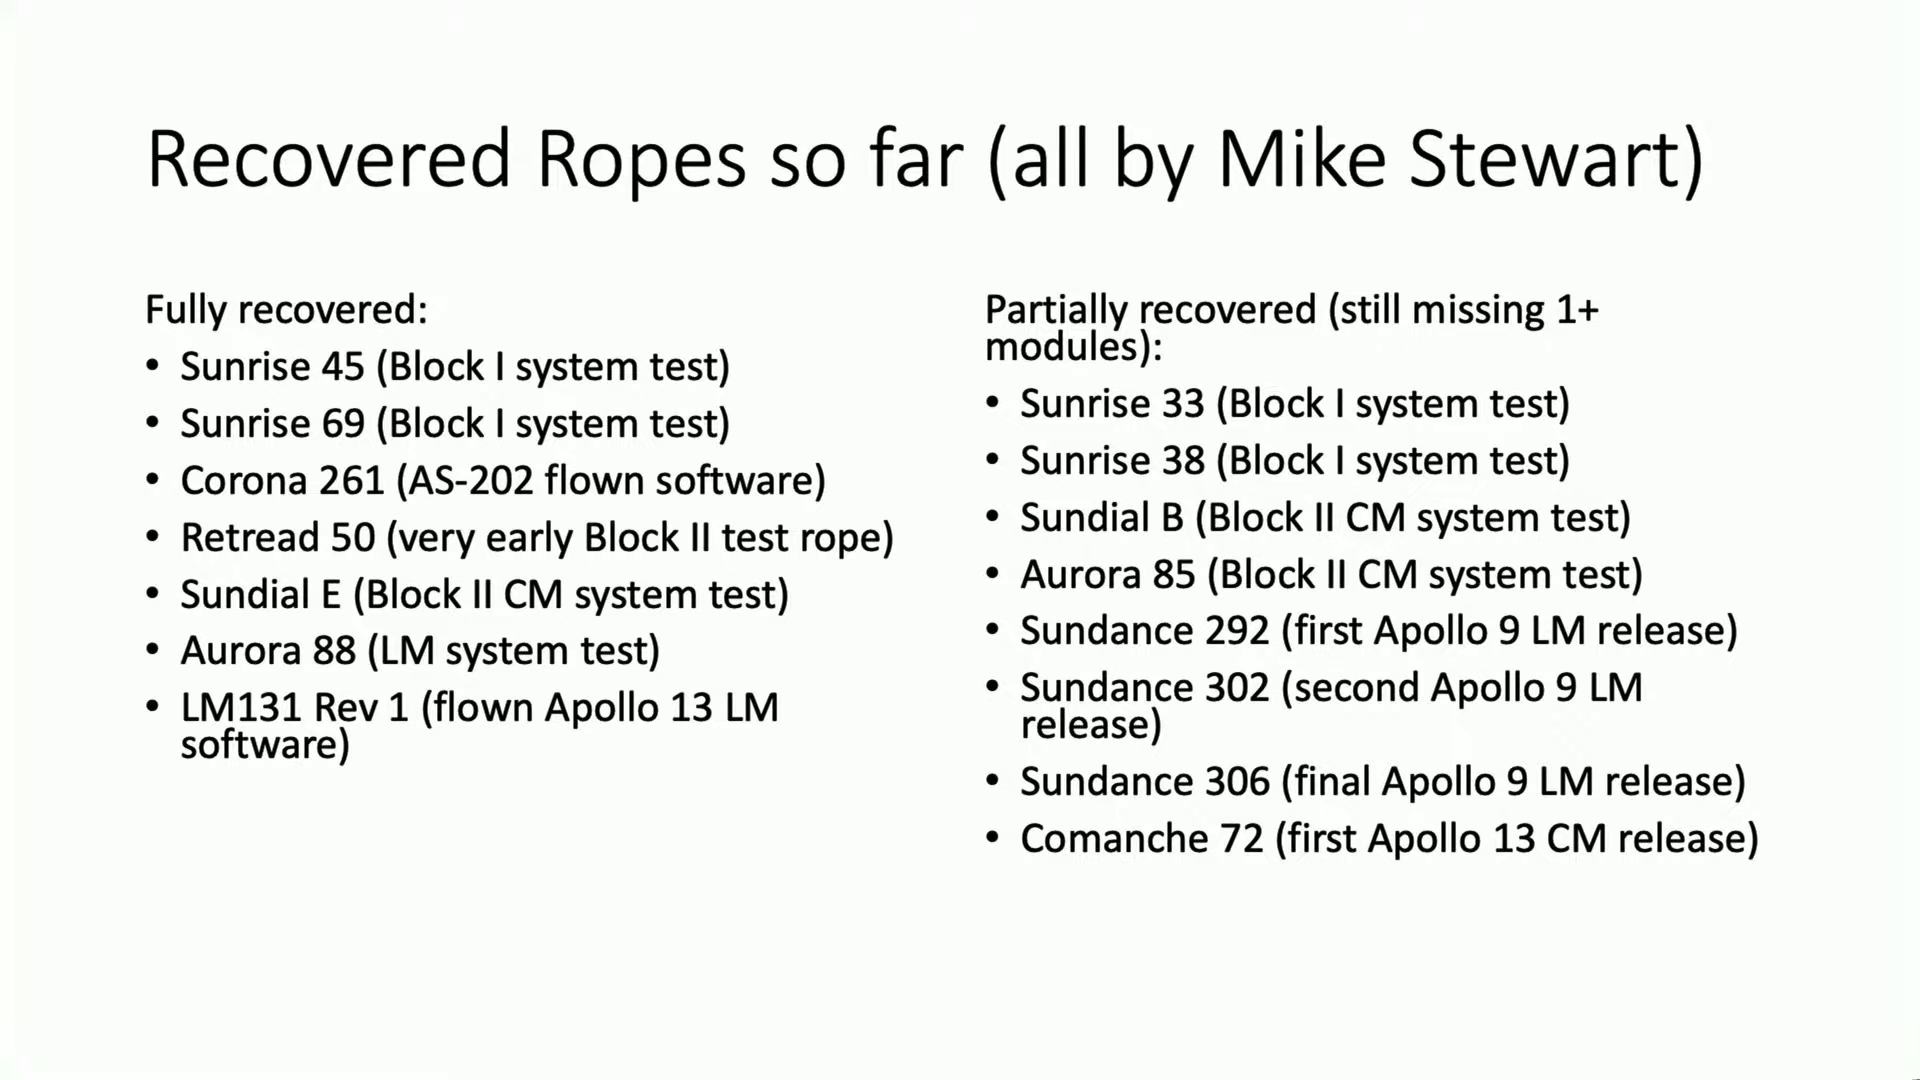 Recovered Ropes so far (all by Mike Stewart)
Fully recovered:
• Sunrise 45 (Block I system test)
• Sunrise 69 (Block I system test)
• Corona 261 (AS-202 flown software)
• Retread 50 (very early Block II test rope)
• Sundial E (Block II CM system test)
• Aurora 88 (LM system test)
• LM131 Rev 1 (flown Apollo 13 LM
software)
Partially recovered (still missing 1+
modules):
• Sunrise 33 (Block I system test)
• Sunrise 38 (Block I system test)
• Sundial B (Block II CM system test)
• Aurora 85 (Block II CM system test)
• Sundance 292 (first Apollo 9 LM release)
• Sundance 302 (second Apollo 9 LM
release)
• Sundance 306 (final Apollo 9 LM release)
• Comanche 72 (first Apollo 13 CM release)